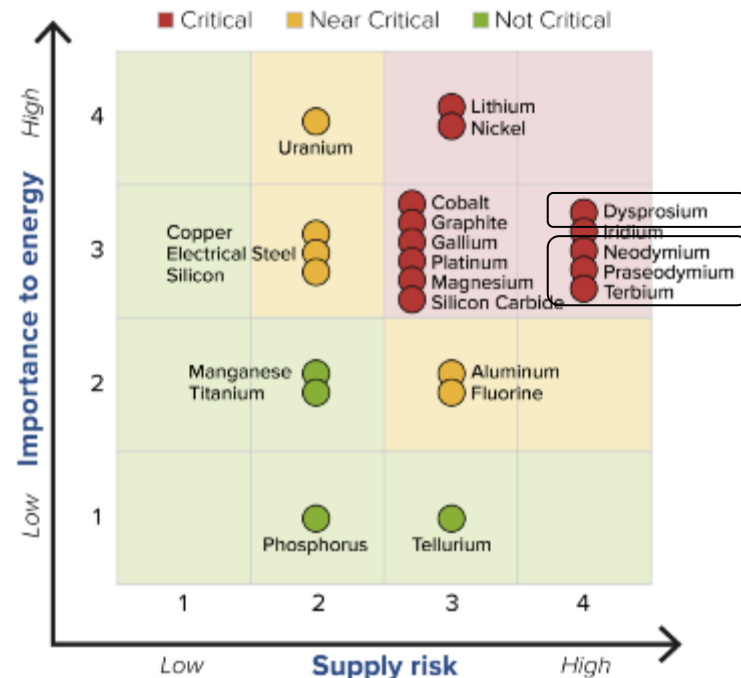 Critical Near Critical Not Critical
High
4
Lithium
Nickel
Uranium
Importance to energy
3
Copper
Electrical Steel
Silicon
Cobalt
Graphite
Gallium
Platinum
Magnesium
Silicon Carbide
Dysprosium
Iridium
Neodymium
Praseodymium
Terbium
2
Manganese
Titanium
Aluminum
Fluorine
Low
1
Phosphorus
Tellurium
1 2 3 4
Low Supply risk High